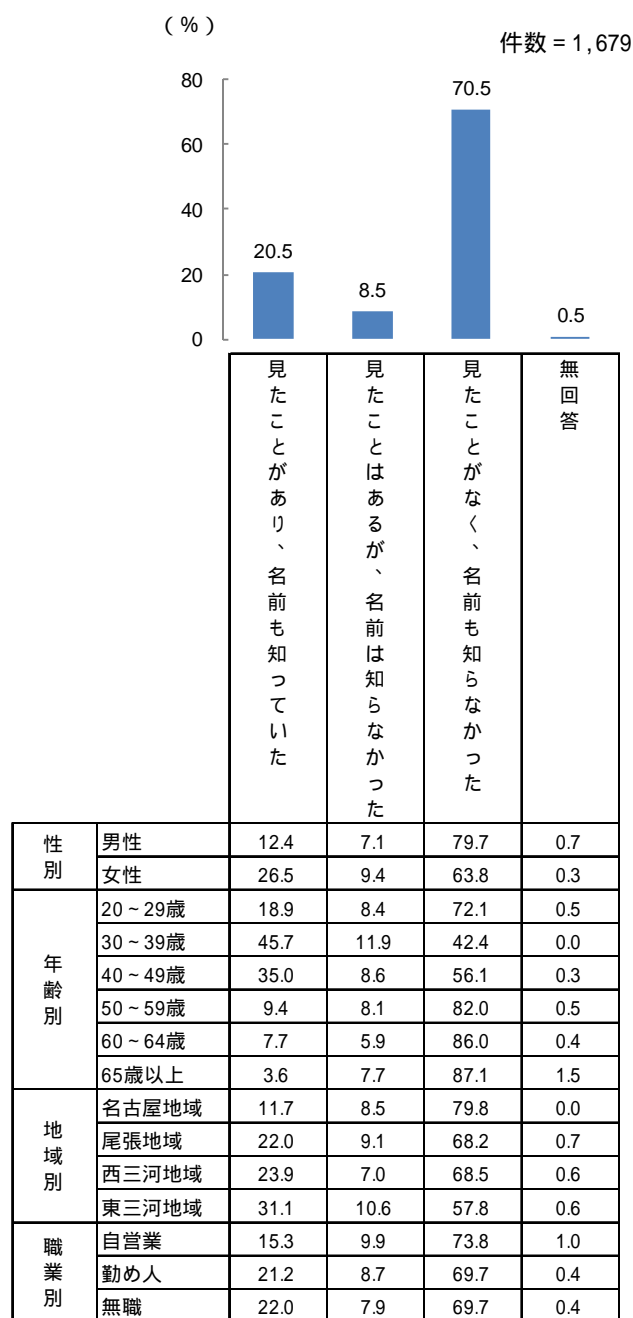 （％）
件数 = 1,679
80
60
40
20
0
20.5
8.5
70.5
0.5
見たことがあり、名前も知っていた
見たことはあるが、名前は知らなかった
見たことがなく、名前も知らなかった
無回答
性別
男性 12.4 7.1 79.7 0.7
女性 26.5 9.4 63.8 0.3
年齢別
20～29歳 18.9 8.4 72.1 0.5
30～39歳 45.7 11.9 42.4 0.0
40～49歳 35.0 8.6 56.1 0.3
50～59歳 9.4 8.1 82.0 0.5
60～64歳 7.7 5.9 86.0 0.4
65歳以上 3.6 7.7 87.1 1.5
地域別
名古屋地域 11.7 8.5 79.8 0.0
尾張地域 22.0 9.1 68.2 0.7
西三河地域 23.9 7.0 68.5 0.6
東三河地域 31.1 10.6 57.8 0.6
職業別
自営業 15.3 9.9 73.8 1.0
勤め人 21.2 8.7 69.7 0.4
無職 22.0 7.9 69.7 0.4